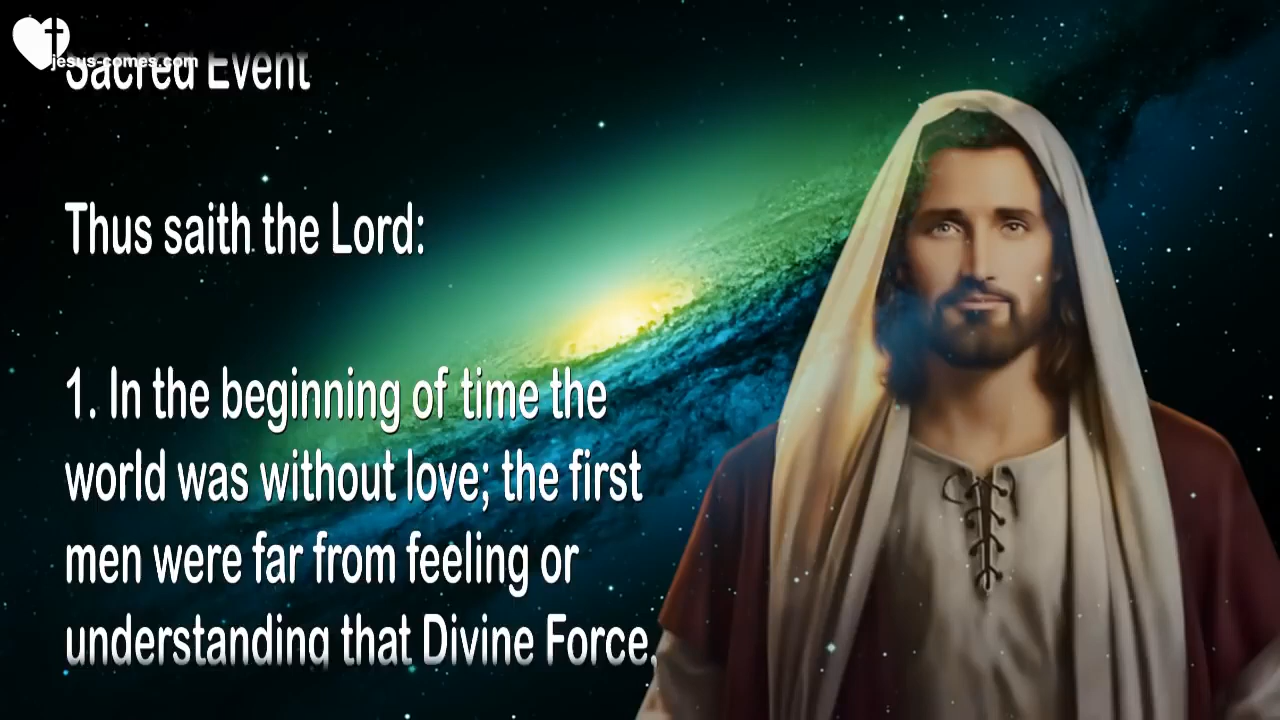 jesus-comes.com
Sacred Event
Thus saith the Lord:
1. In the beginning of time the
world was without love; the first
men were far from feeling or
understanding that Divine Force,